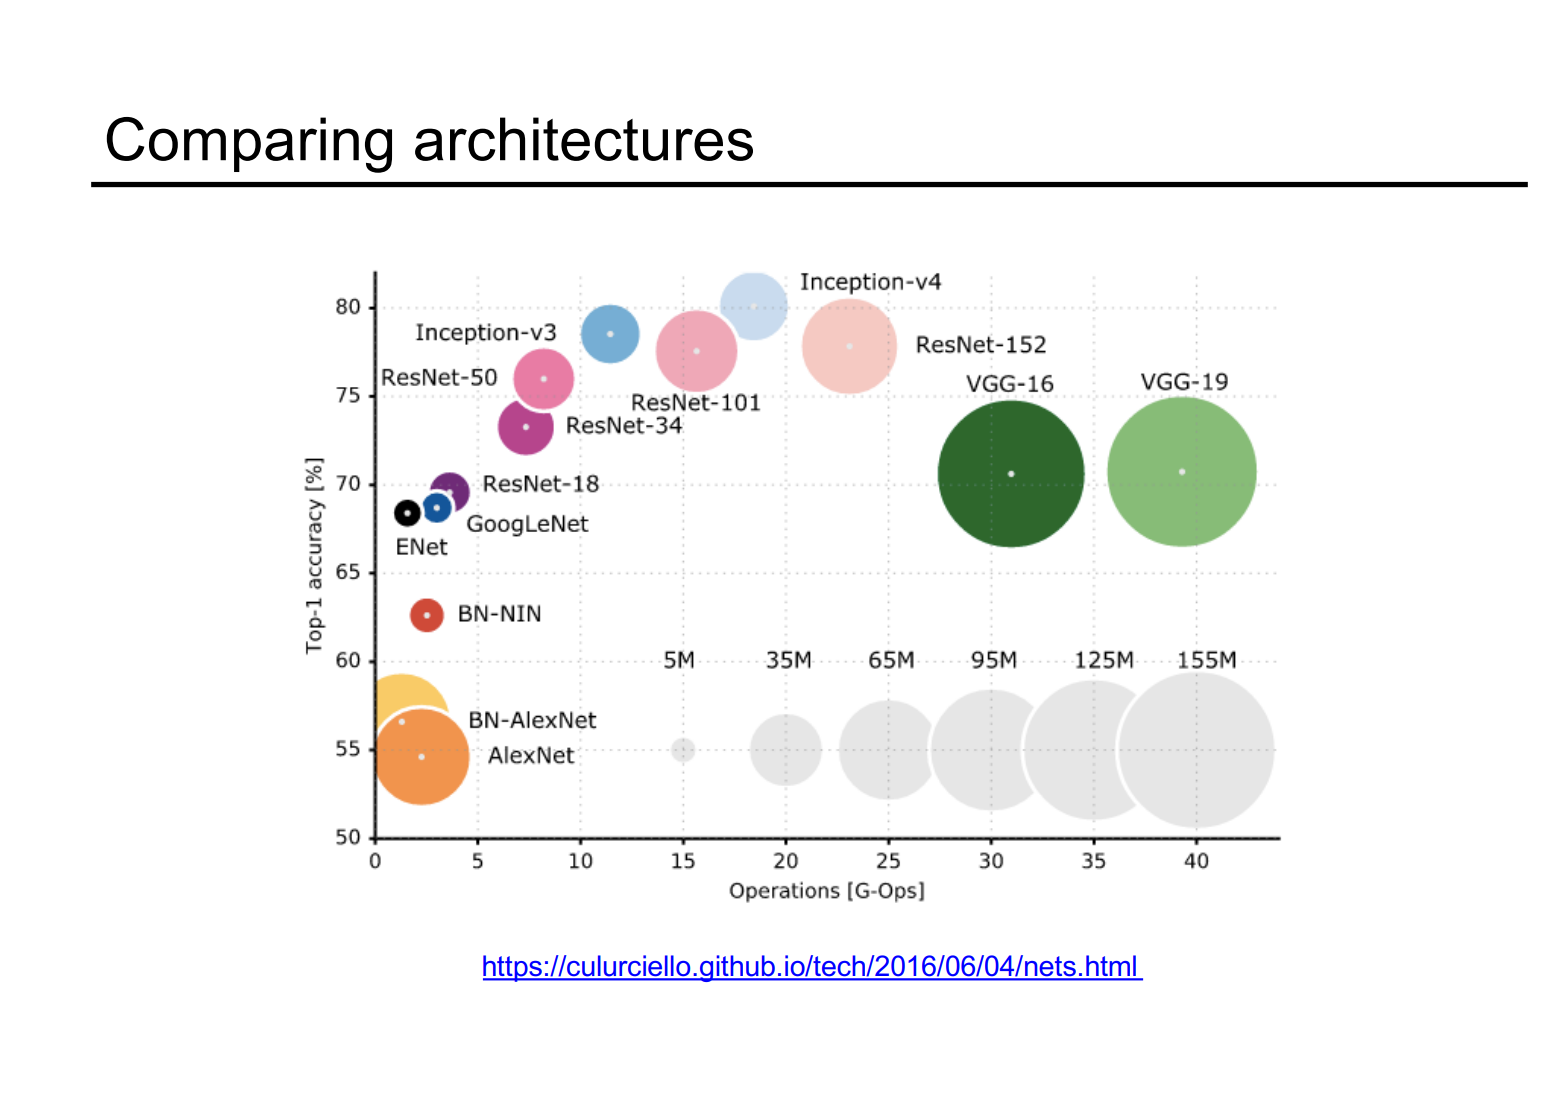 Comparing architectures
Inception-v4
80
Inception-v3
ResNet-152
ResNet-50
VGG-16
VGG-19
75
ResNet-101
ResNet-34
70
ResNet-18
GoogLeNet
ENet
65
Top-1 accuracy [%]
BN-NIN
60
5M 35M 65M 95M 125M 155M
BN-AlexNet
55
AlexNet
50
0 5 10 15 20 25 30 35 40
Operations [G-Ops]
https://culurciello.github.io/tech/2016/06/04/nets.html